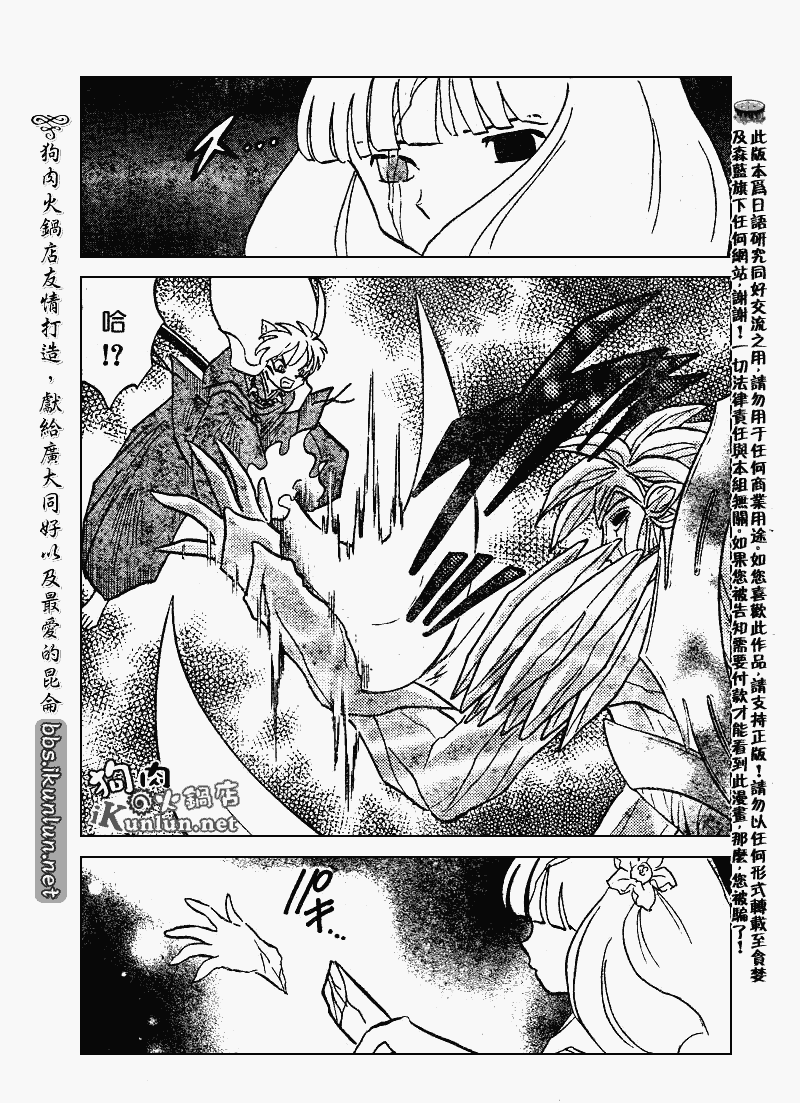 此版本爲日語研究同好交流之用，請勿用于任何商業用途。如您喜歡此作品，請支持正版！請勿以任何形式轉載至貪婪
及森藍旗下任何網站，謝謝！一切法律責任與本組無關。如果您被告知需要付款才能看到此漫畫，那麼，您被騙了！
イ…
哈
!?
パキ…
狗肉火鍋店友情打造，獻給廣大同好以及最愛的昆侖
bbs.ikunlun.net
狗肉
火鍋店
iKunlun.net